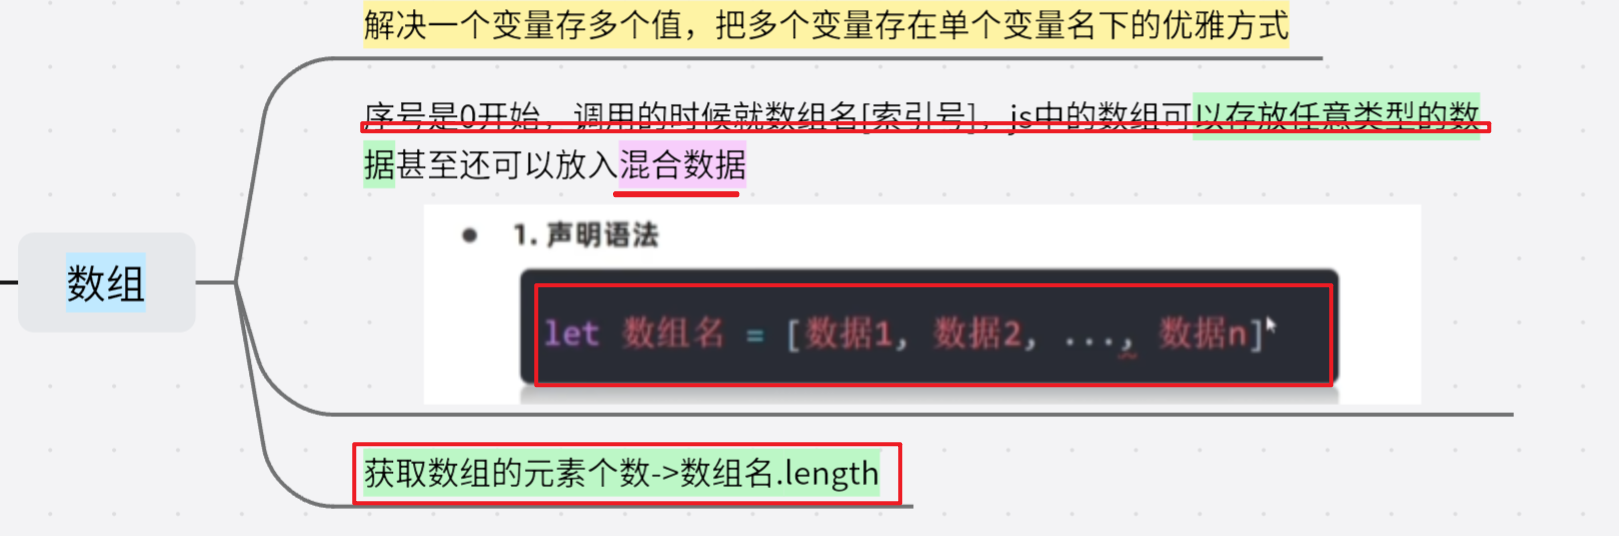 解决一个变量存多个值，把多个变量存在单个变量名下的优雅方式
序号是0开始，调用的时候就数组名[索引号]，js中的数组可以存放任意类型的数
据甚至还可以放入混合数据
1. 声明语法
数组
let 数组名 = [数据1, 数据2, ..., 数据n]
获取数组的元素个数->数组名.length